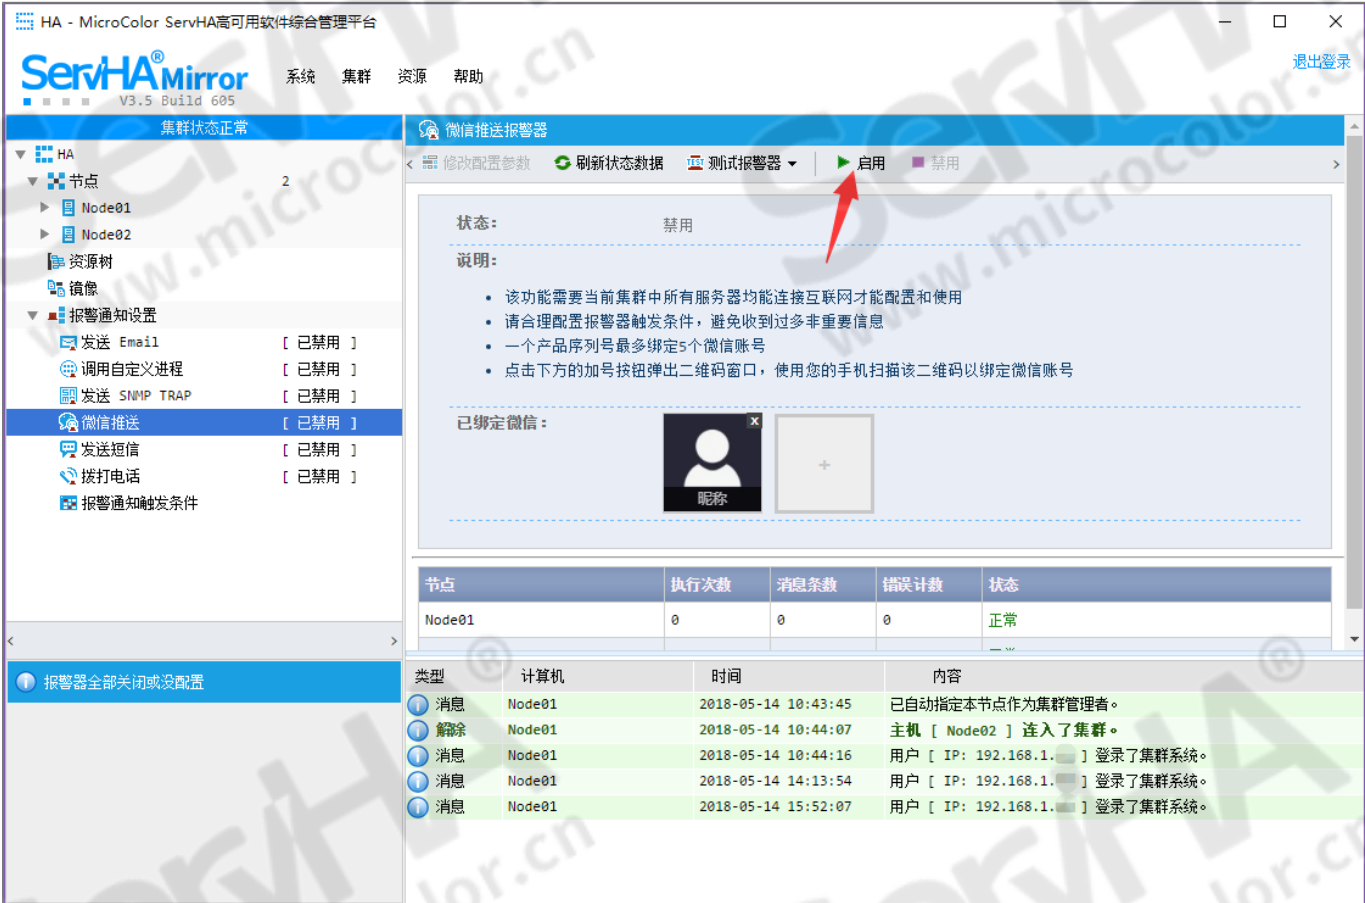 HA - MicroColor ServHA高可用软件综合管理平台
ServHA® Mirror
V3.5 Build 605
系统 集群 资源 帮助
退出登录
集群状态正常
HA
节点 2
Node01
Node02
资源树
镜像
报警通知设置
发送 Email [ 已禁用 ]
调用自定义进程 [ 已禁用 ]
发送 SNMP TRAP [ 已禁用 ]
微信推送 [ 已禁用 ]
发送短信 [ 已禁用 ]
拨打电话 [ 已禁用 ]
报警通知触发条件
报警器全部关闭或没配置
微信推送报警器
修改配置参数 刷新状态数据 TEST 测试报警器 启用 禁用
状态: 禁用
说明:
• 该功能需要当前集群中所有服务器均能连接互联网才能配置和使用
• 请合理配置报警器触发条件，避免收到过多非重要信息
• 一个产品序列号最多绑定5个微信账号
• 点击下方的加号按钮弹出二维码窗口，使用您的手机扫描该二维码以绑定微信账号
已绑定微信:
X
昵称
+
节点 执行次数 消息条数 错误计数 状态
Node01 0 0 0 正常
类型 计算机 时间 内容
消息 Node01 2018-05-14 10:43:45 已自动指定本节点作为集群管理者。
解除 Node01 2018-05-14 10:44:07 主机 [ Node02 ] 连入了集群。
消息 Node01 2018-05-14 10:44:16 用户 [ IP: 192.168.1. ] 登录了集群系统。
消息 Node01 2018-05-14 14:13:54 用户 [ IP: 192.168.1. ] 登录了集群系统。
消息 Node01 2018-05-14 15:52:07 用户 [ IP: 192.168.1. ] 登录了集群系统。
ServHA®
www.microcolor.cn